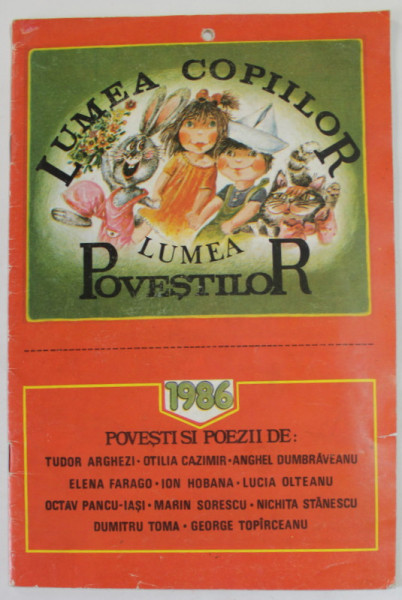 LUMEA COPIILOR
LUMEA
POVEȘTILOR
1986
POVEȘTI SI POEZII DE:
TUDOR ARGHEZI • OTILIA CAZIMIR • ANGHEL DUMBRĂVEANU
ELENA FARAGO • ION HOBANA • LUCIA OLTEANU
OCTAV PANCU-IAȘI • MARIN SORESCU • NICHITA STĂNESCU
DUMITRU TOMA • GEORGE TOPÎRCEANU